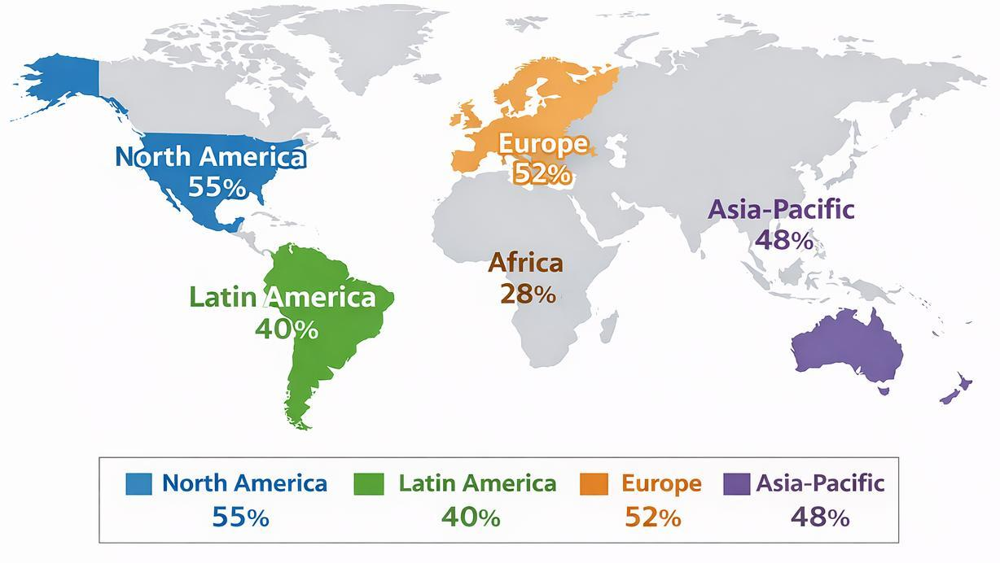 North America
55%
Europe
52%
Asia-Pacific
48%
Africa
28%
Latin America
40%
North America
Latin America
Europe
Asia-Pacific
55%
40%
52%
48%